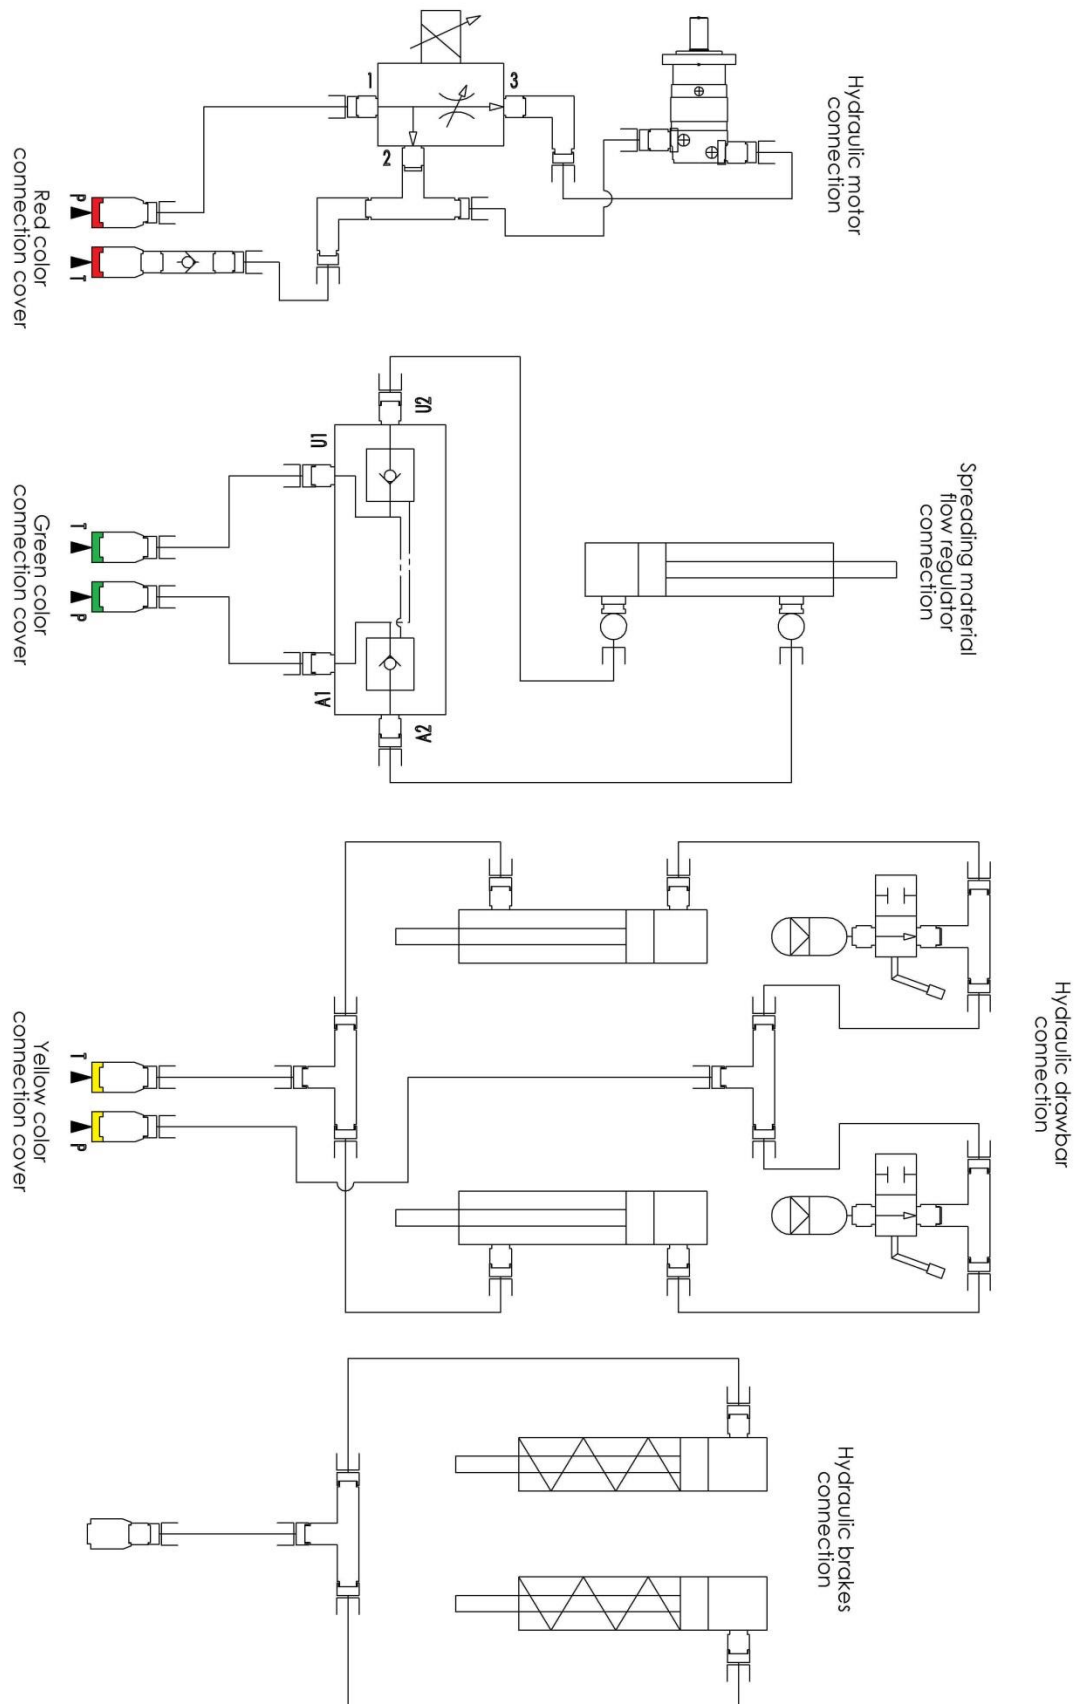 Hydraulic motor
connection
1
3
2
P
T
Red color
connection cover
Spreading material
flow regulator
connection
U2
U1
A1
A2
T
P
Green color
connection cover
Hydraulic drawbar
connection
T
P
Yellow color
connection cover
Hydraulic brakes
connection